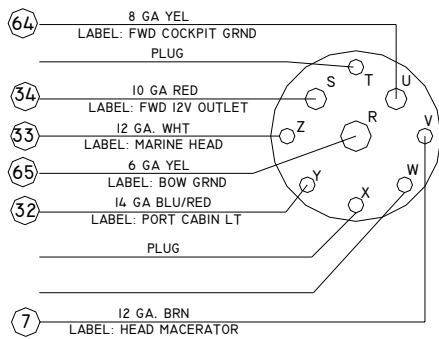 64 8 GA YEL
LABEL: FWD COCKPIT GRND
PLUG
34 10 GA RED
LABEL: FWD 12V OUTLET
33 12 GA. WHT
LABEL: MARINE HEAD
65 6 GA YEL
LABEL: BOW GRND
32 14 GA BLU/RED
LABEL: PORT CABIN LT
PLUG
7 12 GA. BRN
LABEL: HEAD MACERATOR
S T U
Z R V
Y X W